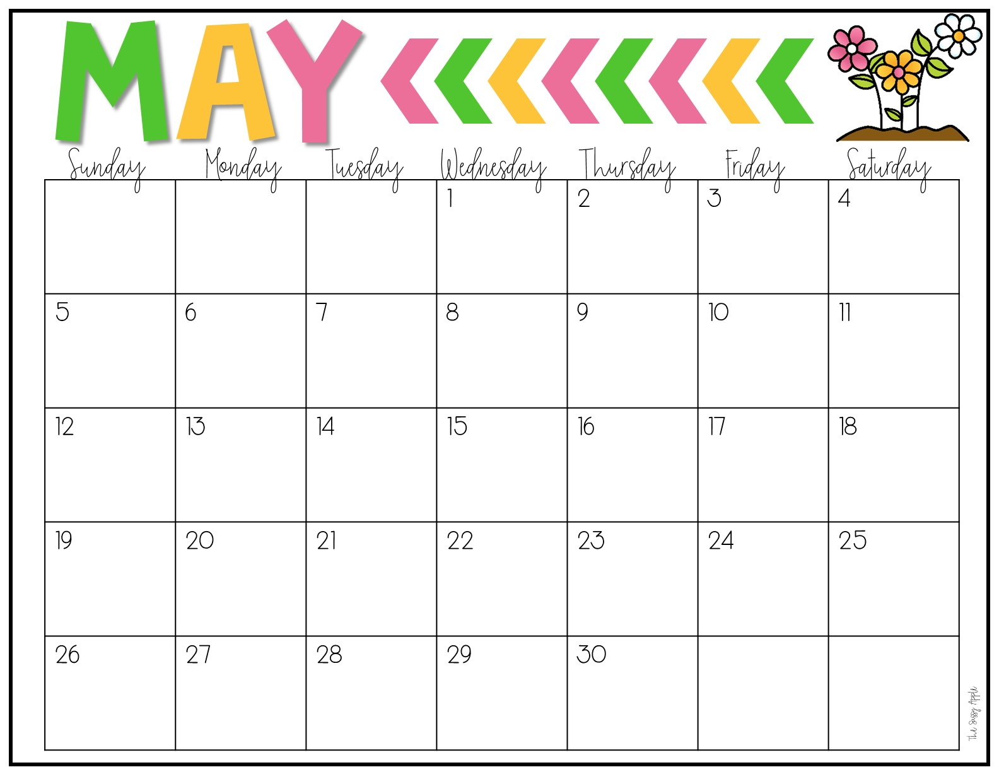 MAY
Sunday Monday Tuesday Wednesday Thursday Friday Saturday
1 2 3 4
5 6 7 8 9 10 11
12 13 14 15 16 17 18
19 20 21 22 23 24 25
26 27 28 29 30
The Sassy Apple